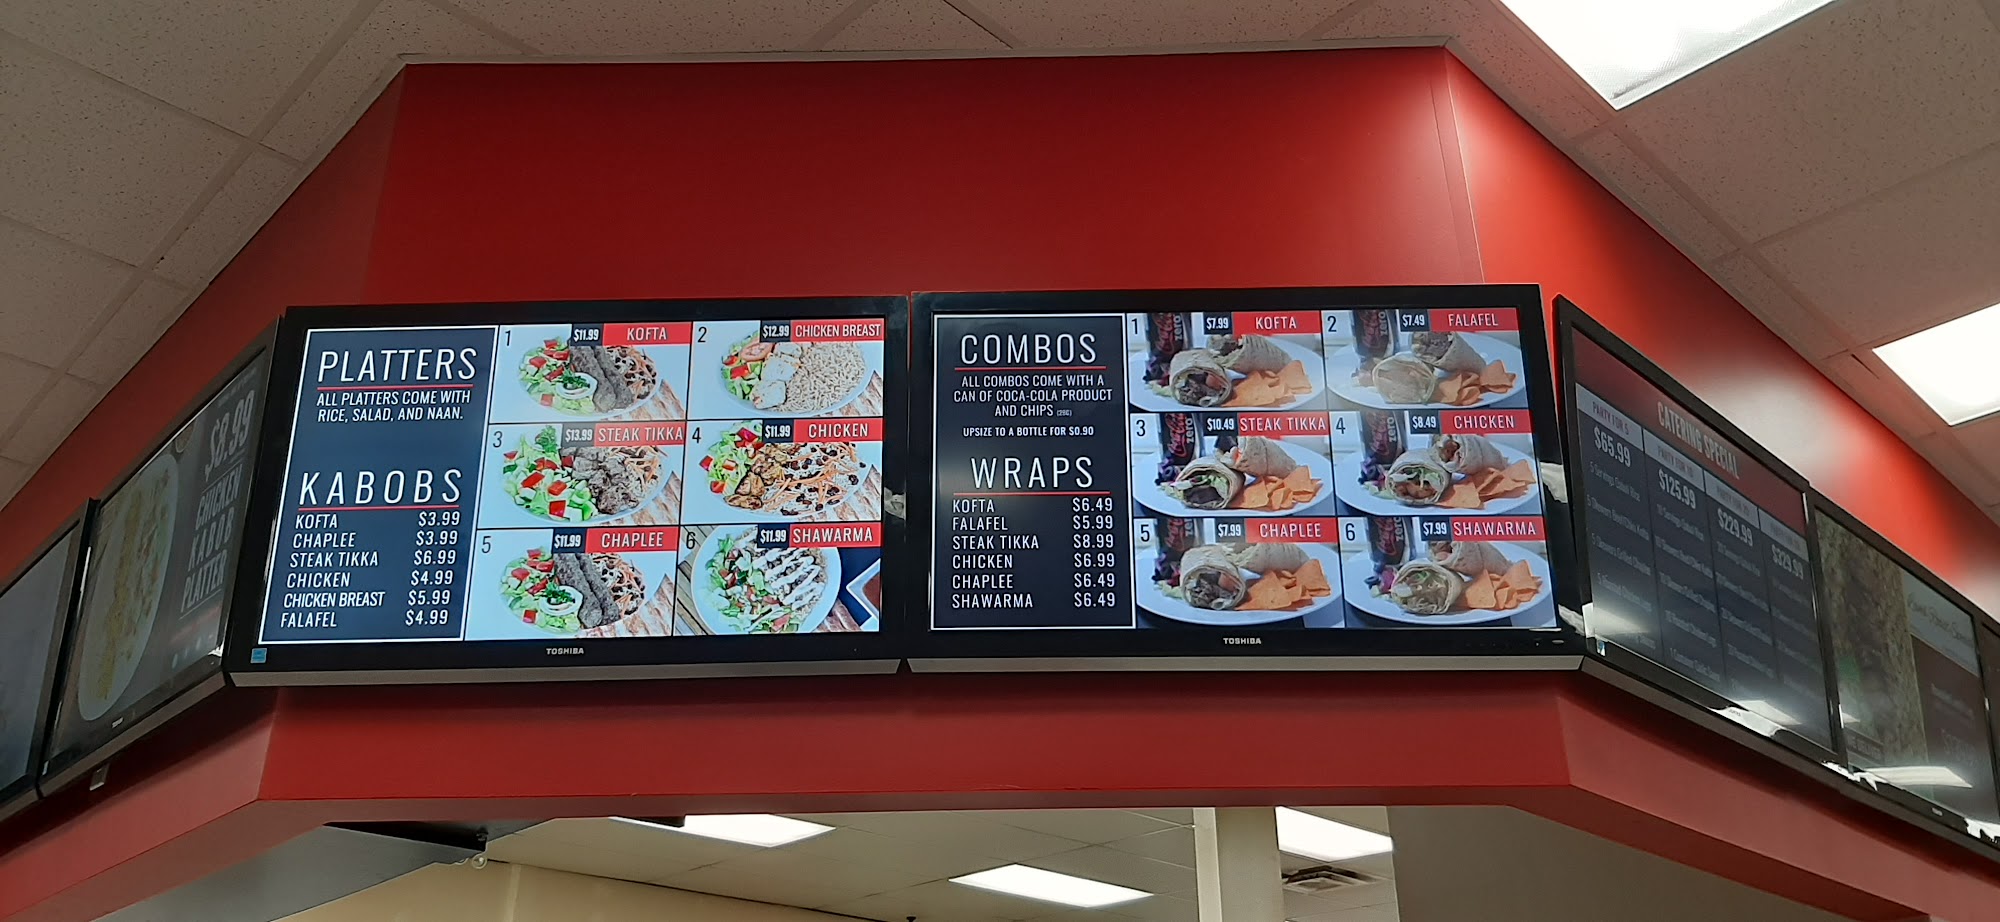 $8.99
CHICKEN
KABOB
PLATTER
PLATTERS
ALL PLATTERS COME WITH
RICE, SALAD, AND NAAN.
KABOBS
KOFTA $3.99
CHAPLEE $3.99
STEAK TIKKA $6.99
CHICKEN $4.99
CHICKEN BREAST $5.99
FALAFEL $4.99
1 $11.99 KOFTA
2 $12.99 CHICKEN BREAST
3 $13.99 STEAK TIKKA
4 $11.99 CHICKEN
5 $11.99 CHAPLEE
6 $11.99 SHAWARMA
TOSHIBA
COMBOS
ALL COMBOS COME WITH A
CAN OF COCA-COLA PRODUCT
AND CHIPS (28G)
UPSIZE TO A BOTTLE FOR $0.90
WRAPS
KOFTA $6.49
FALAFEL $5.99
STEAK TIKKA $8.99
CHICKEN $6.99
CHAPLEE $6.49
SHAWARMA $6.49
1 $7.99 KOFTA
2 $7.49 FALAFEL
3 $10.49 STEAK TIKKA
4 $8.49 CHICKEN
5 $7.99 CHAPLEE
6 $7.99 SHAWARMA
TOSHIBA
CATERING SPECIAL
PARTY FOR 5
$65.99
$125.99
$229.99
$329.99